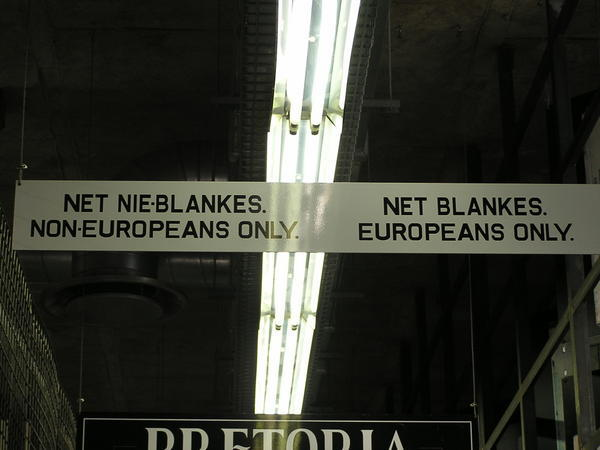 NET NIE-BLANKES.
NON-EUROPEANS ONLY.
NET BLANKES.
EUROPEANS ONLY.
PRETORIA